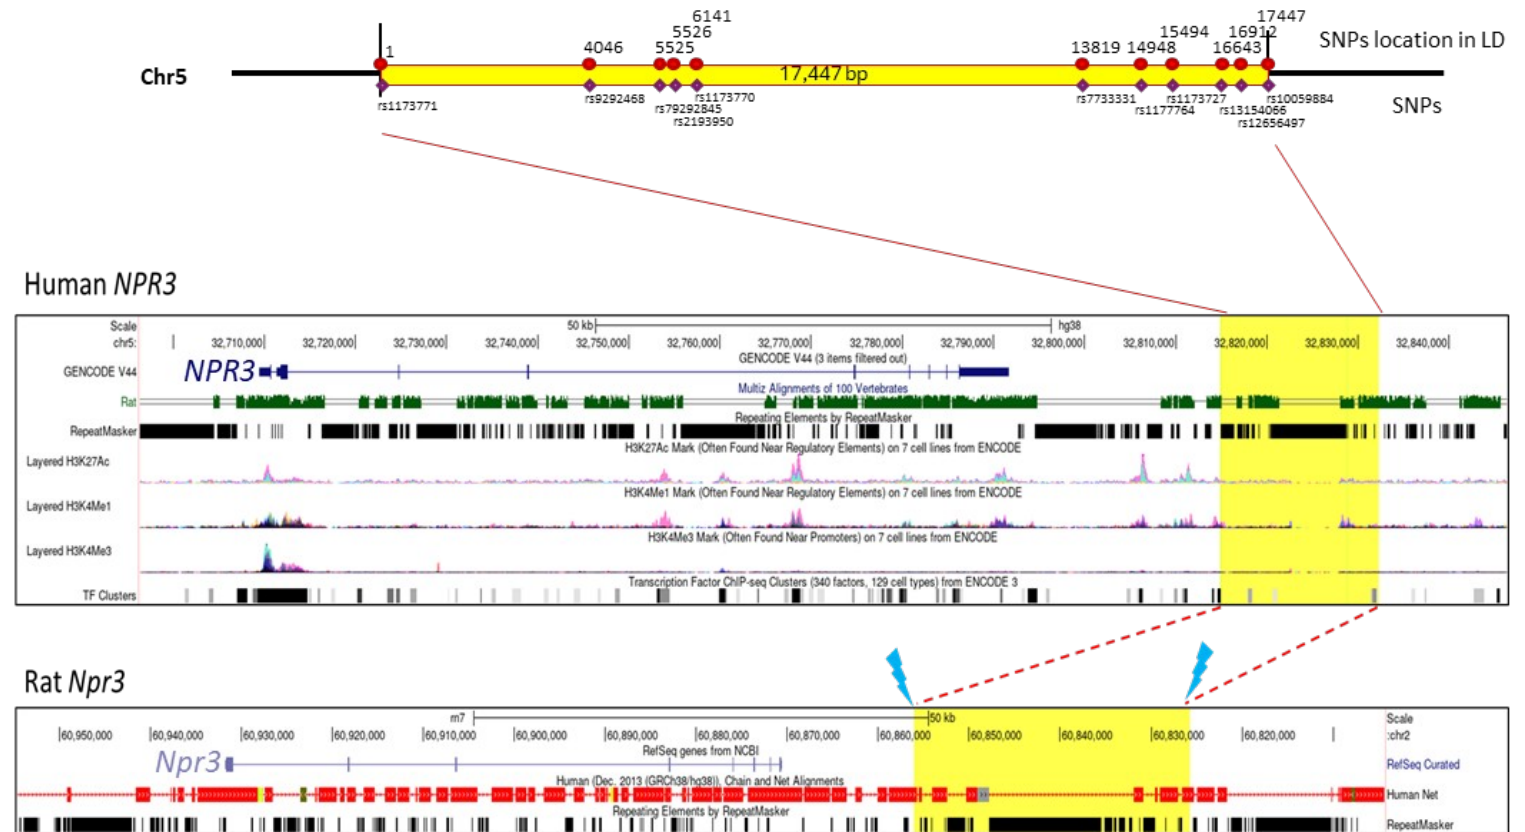 6141
17447
5526
15494
16912
1
4046
5525
13819 14948
16643
SNPs location in LD
Chr5
17,447 bp
rs1173771
rs9292468
rs1173770
rs79292845
rs2193950
rs7733331
rs1173727
rs1177764
rs10059884
rs13154066
rs12656497
SNPs
Human NPR3
Scale
50 kb
hg38
chr5:
32,710,000|
32,720,000|
32,730,000|
32,740,000|
32,750,000|
32,760,000|
32,770,000|
32,780,000|
32,790,000|
32,800,000|
32,810,000|
32,820,000|
32,830,000|
32,840,000|
GENCODE V44 (3 items filtered out)
GENCODE V44
NPR3
Multiz Alignments of 100 Vertebrates
Rat
Repeating Elements by RepeatMasker
RepeatMasker
H3K27Ac Mark (Often Found Near Regulatory Elements) on 7 cell lines from ENCODE
Layered H3K27Ac
H3K4Me1 Mark (Often Found Near Regulatory Elements) on 7 cell lines from ENCODE
Layered H3K4Me1
H3K4Me3 Mark (Often Found Near Promoters) on 7 cell lines from ENCODE
Layered H3K4Me3
Transcription Factor ChIP-seq Clusters (340 factors, 129 cell types) from ENCODE 3
TF Clusters
Rat Npr3
rn7
50 kb
Scale
|60,950,000
|60,940,000
|60,930,000
|60,920,000
|60,910,000
|60,900,000
|60,890,000
|60,880,000
|60,870,000
|60,860,000
|60,850,000
|60,840,000
|60,830,000
|60,820,000
:chr2
RefSeq genes from NCBI
Npr3
RefSeq Curated
Human (Dec. 2013 (GRCh38/hg38)), Chain and Net Alignments
Human Net
Repeating Elements by RepeatMasker
RepeatMasker